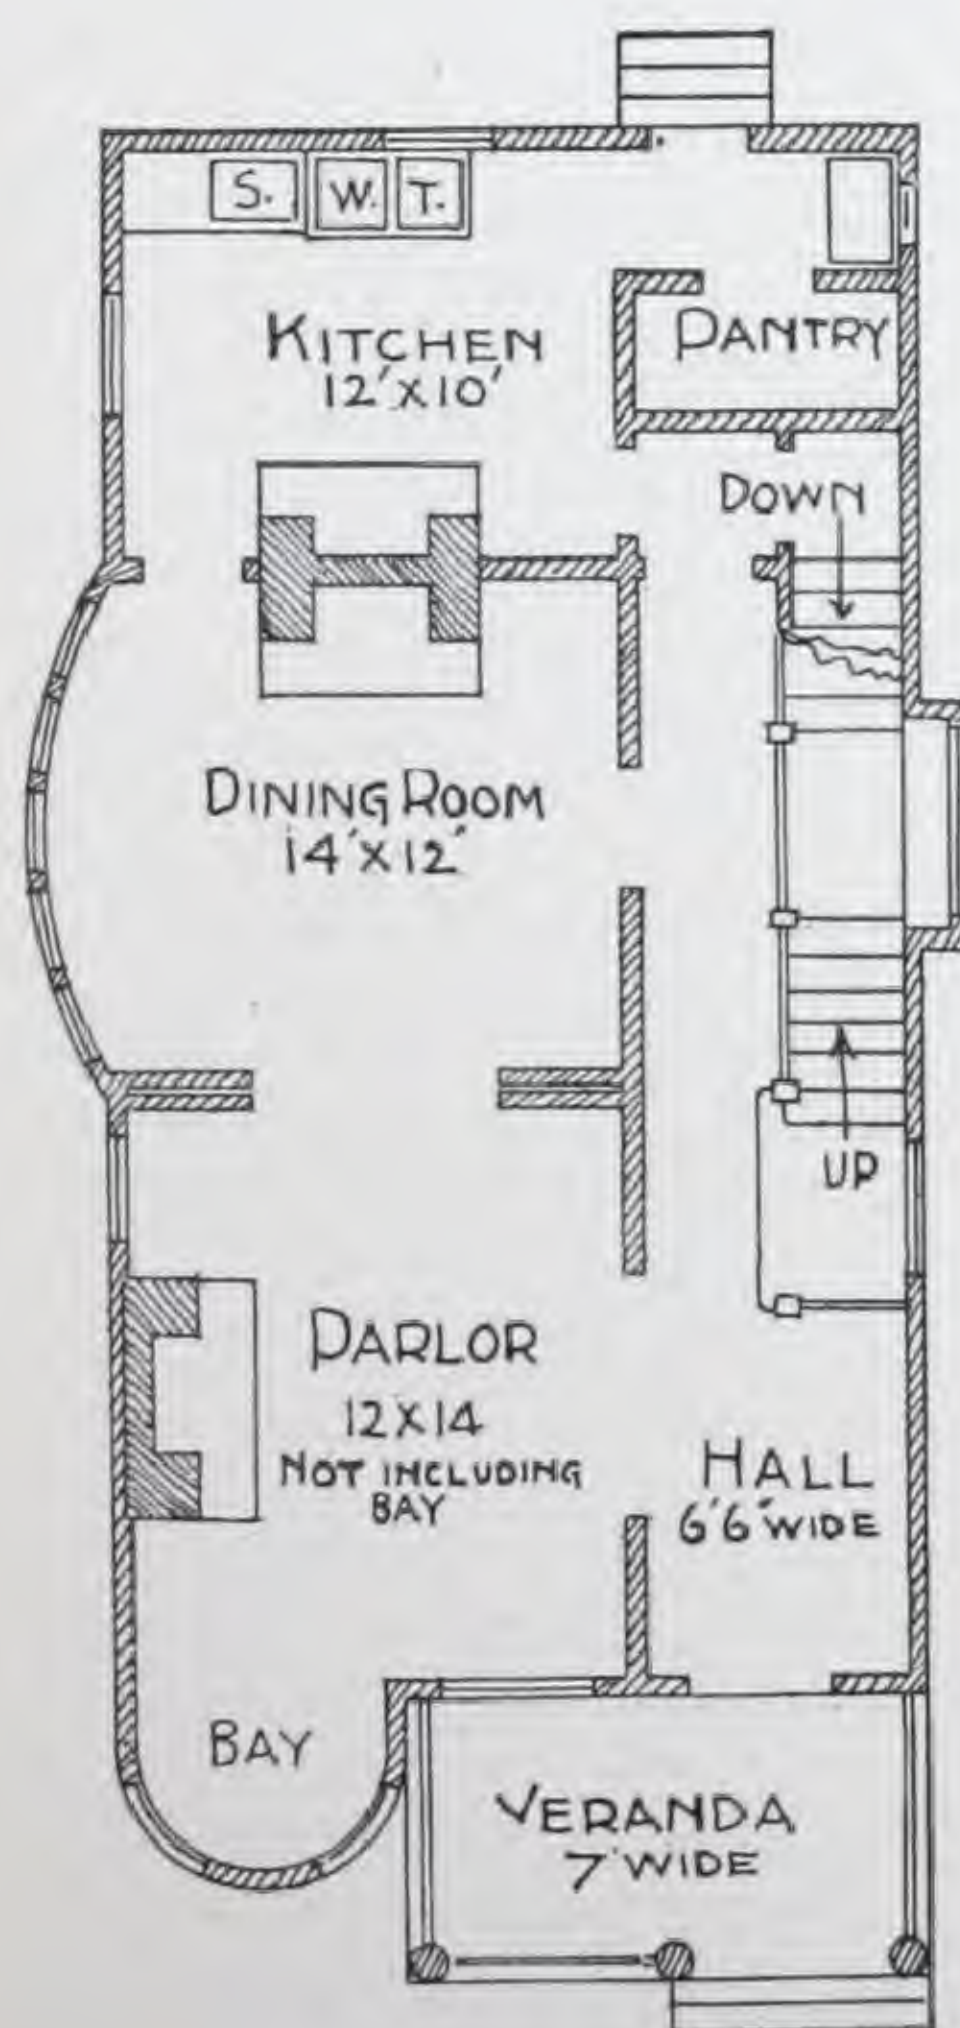 S. W. T.
KITCHEN
12'X10'
PANTRY
DOWN
DINING ROOM
14'X12'
UP
PARLOR
12X14
NOT INCLUDING
BAY
HALL
6'6" WIDE
BAY
VERANDA
7' WIDE